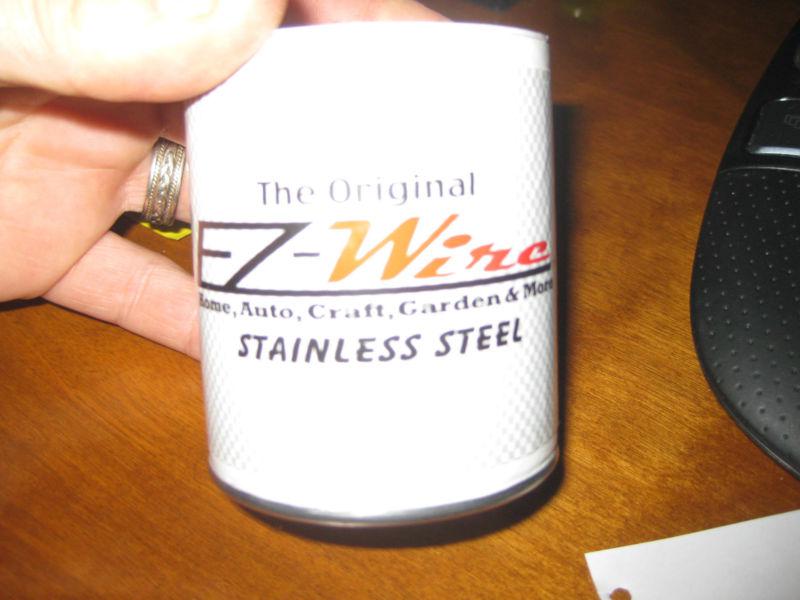 The Original
EZ-Wire
Home, Auto, Craft, Garden & More
STAINLESS STEEL